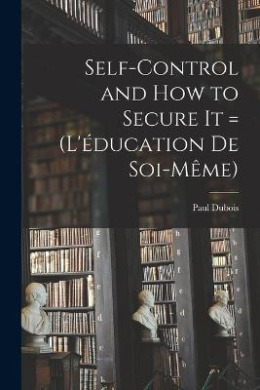 Self-Control
and How to
Secure It =
(L'éducation De
Soi-Même)
Paul Dubois